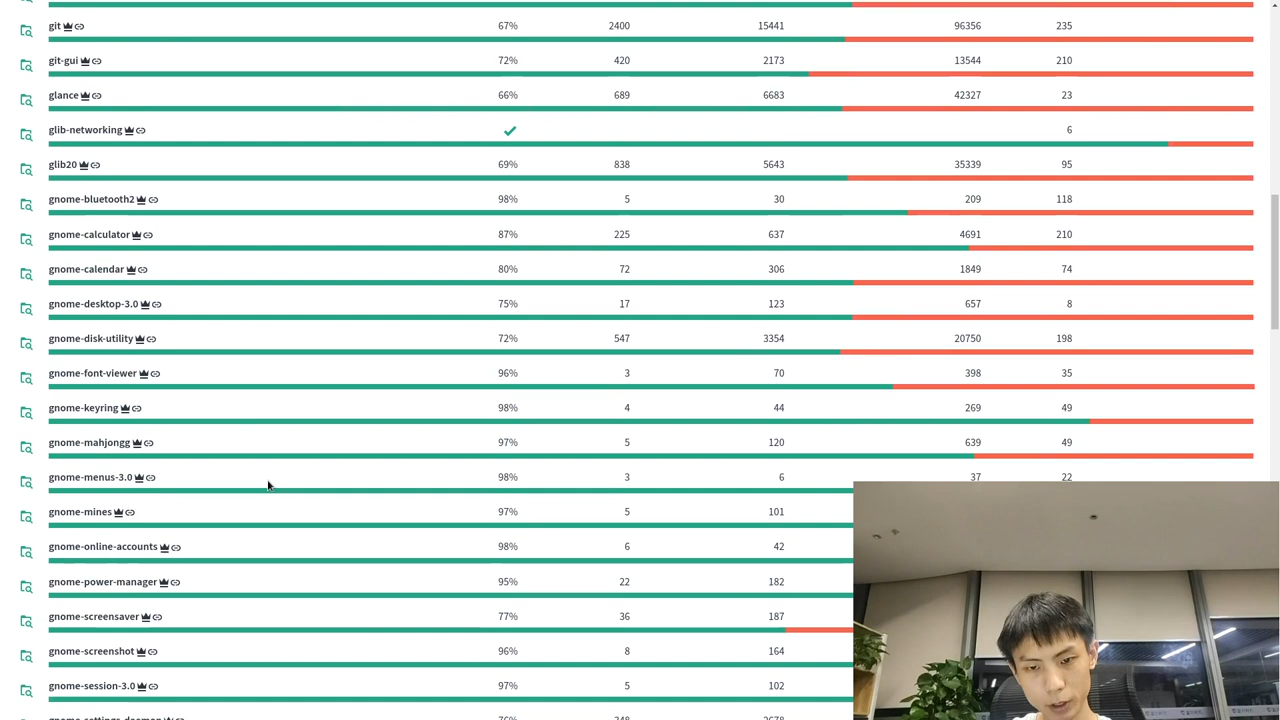 git 67% 2400 15441 96356 235
git-gui 72% 420 2173 13544 210
glance 66% 689 6683 42327 23
glib-networking 6
glib20 69% 838 5643 35339 95
gnome-bluetooth2 98% 5 30 209 118
gnome-calculator 87% 225 637 4691 210
gnome-calendar 80% 72 306 1849 74
gnome-desktop-3.0 75% 17 123 657 8
gnome-disk-utility 72% 547 3354 20750 198
gnome-font-viewer 96% 3 70 398 35
gnome-keyring 98% 4 44 269 49
gnome-mahjongg 97% 5 120 639 49
gnome-menus-3.0 98% 3 6 37 22
gnome-mines 97% 5 101
gnome-online-accounts 98% 6 42
gnome-power-manager 95% 22 182
gnome-screensaver 77% 36 187
gnome-screenshot 96% 8 164
gnome-session-3.0 97% 5 102